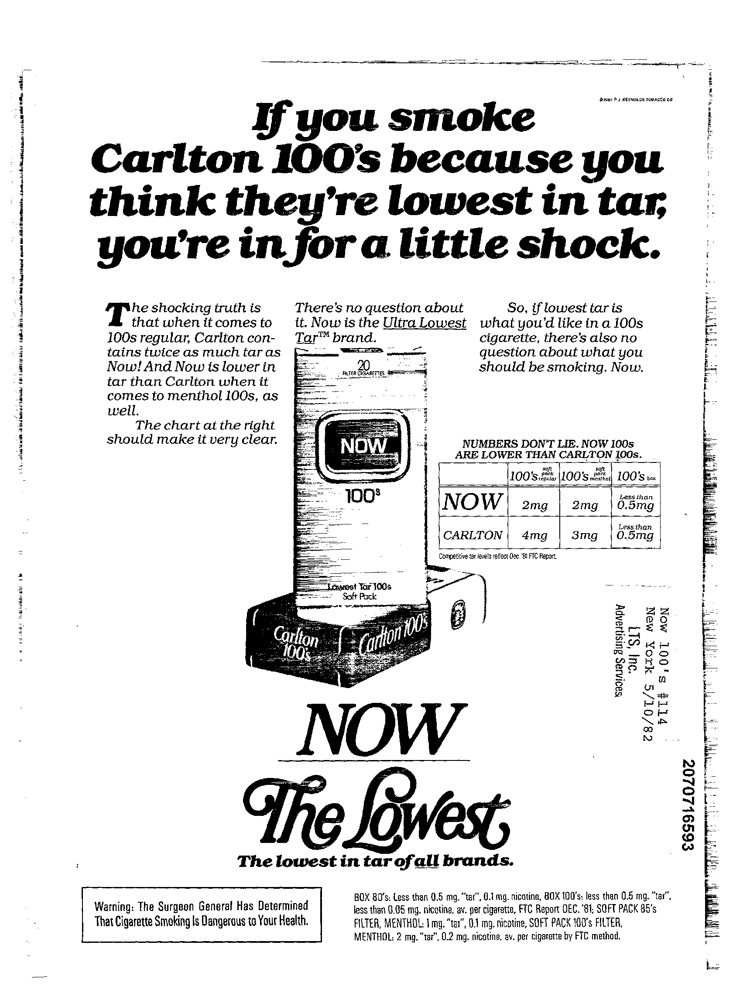 ©1982 R.J. REYNOLDS TOBACCO CO.
If you smoke
Carlton 100's because you
think they're lowest in tar,
you're in for a little shock.
The shocking truth is
that when it comes to
100s regular, Carlton con-
tains twice as much tar as
Now! And Now is lower in
tar than Carlton when it
comes to menthol 100s, as
well.
The chart at the right
should make it very clear.
There's no question about
it. Now is the Ultra Lowest
Tar™ brand.
So, if lowest tar is
what you'd like in a 100s
cigarette, there's also no
question about what you
should be smoking. Now.
20
FILTER CIGARETTES
NOW
100s
Lowest Tar 100s
Soft Pack
Carlton
100's
Carlton 100's
NUMBERS DON'T LIE. NOW 100s
ARE LOWER THAN CARLTON 100s.
100's soft pack regular 100's soft pack menthol 100's box
NOW 2mg 2mg Less than 0.5mg
CARLTON 4mg 3mg Less than 0.5mg
Competitive tar levels reflect Dec. '81 FTC Report.
Now 100's #114
New York 5/10/82
LTS, Inc.
Advertising Services
2070716593
NOW
The Lowest
The lowest in tar of all brands.
Warning: The Surgeon General Has Determined
That Cigarette Smoking Is Dangerous to Your Health.
BOX 80's: Less than 0.5 mg. "tar", 0.1 mg. nicotine, BOX 100's: less than 0.5 mg. "tar",
less than 0.05 mg. nicotine, av. per cigarette, FTC Report DEC. '81; SOFT PACK 85's
FILTER, MENTHOL: 1 mg. "tar", 0.1 mg. nicotine, SOFT PACK 100's FILTER,
MENTHOL: 2 mg. "tar", 0.2 mg. nicotine, av. per cigarette by FTC method.